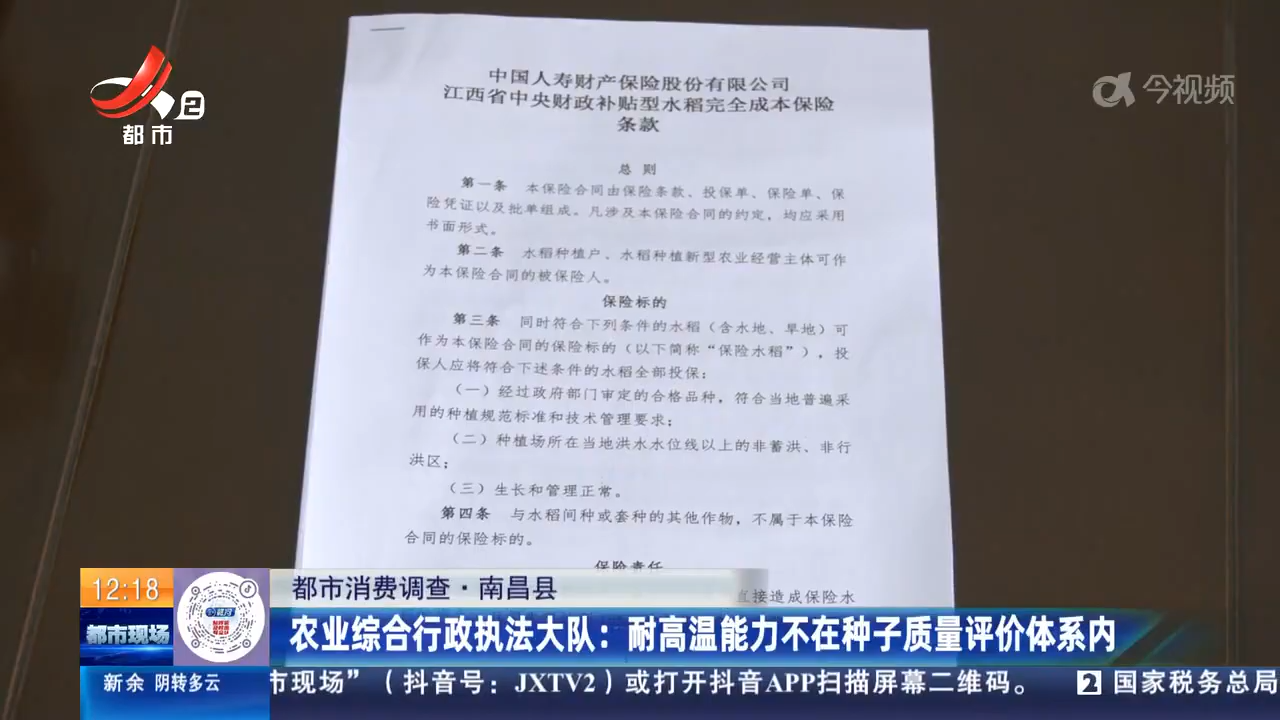 2
都市
今视频
中国人寿财产保险股份有限公司
江西省中央财政补贴型水稻完全成本保险
条款
总 则
第一条 本保险合同由保险条款、投保单、保险单、保
险凭证以及批单组成。凡涉及本保险合同的约定，均应采用
书面形式。
第二条 水稻种植户、水稻种植新型农业经营主体可作
为本保险合同的被保险人。
保险标的
第三条 同时符合下列条件的水稻（含水地、旱地）可
作为本保险合同的保险标的（以下简称“保险水稻”），投
保人应将符合下述条件的水稻全部投保：
（一）经过政府部门审定的合格品种，符合当地普遍采
用的种植规范标准和技术管理要求；
（二）种植场所在当地洪水水位线以上的非蓄洪、非行
洪区；
（三）生长和管理正常。
第四条 与水稻间种或套种的其他作物，不属于本保险
合同的保险标的。
保险责任
直接造成保险水
12:18
都市现场
都市消费调查·南昌县
农业综合行政执法大队：耐高温能力不在种子质量评价体系内
新余 阴转多云
市现场”（抖音号：JXTV2）或打开抖音APP扫描屏幕二维码。 2 国家税务总局